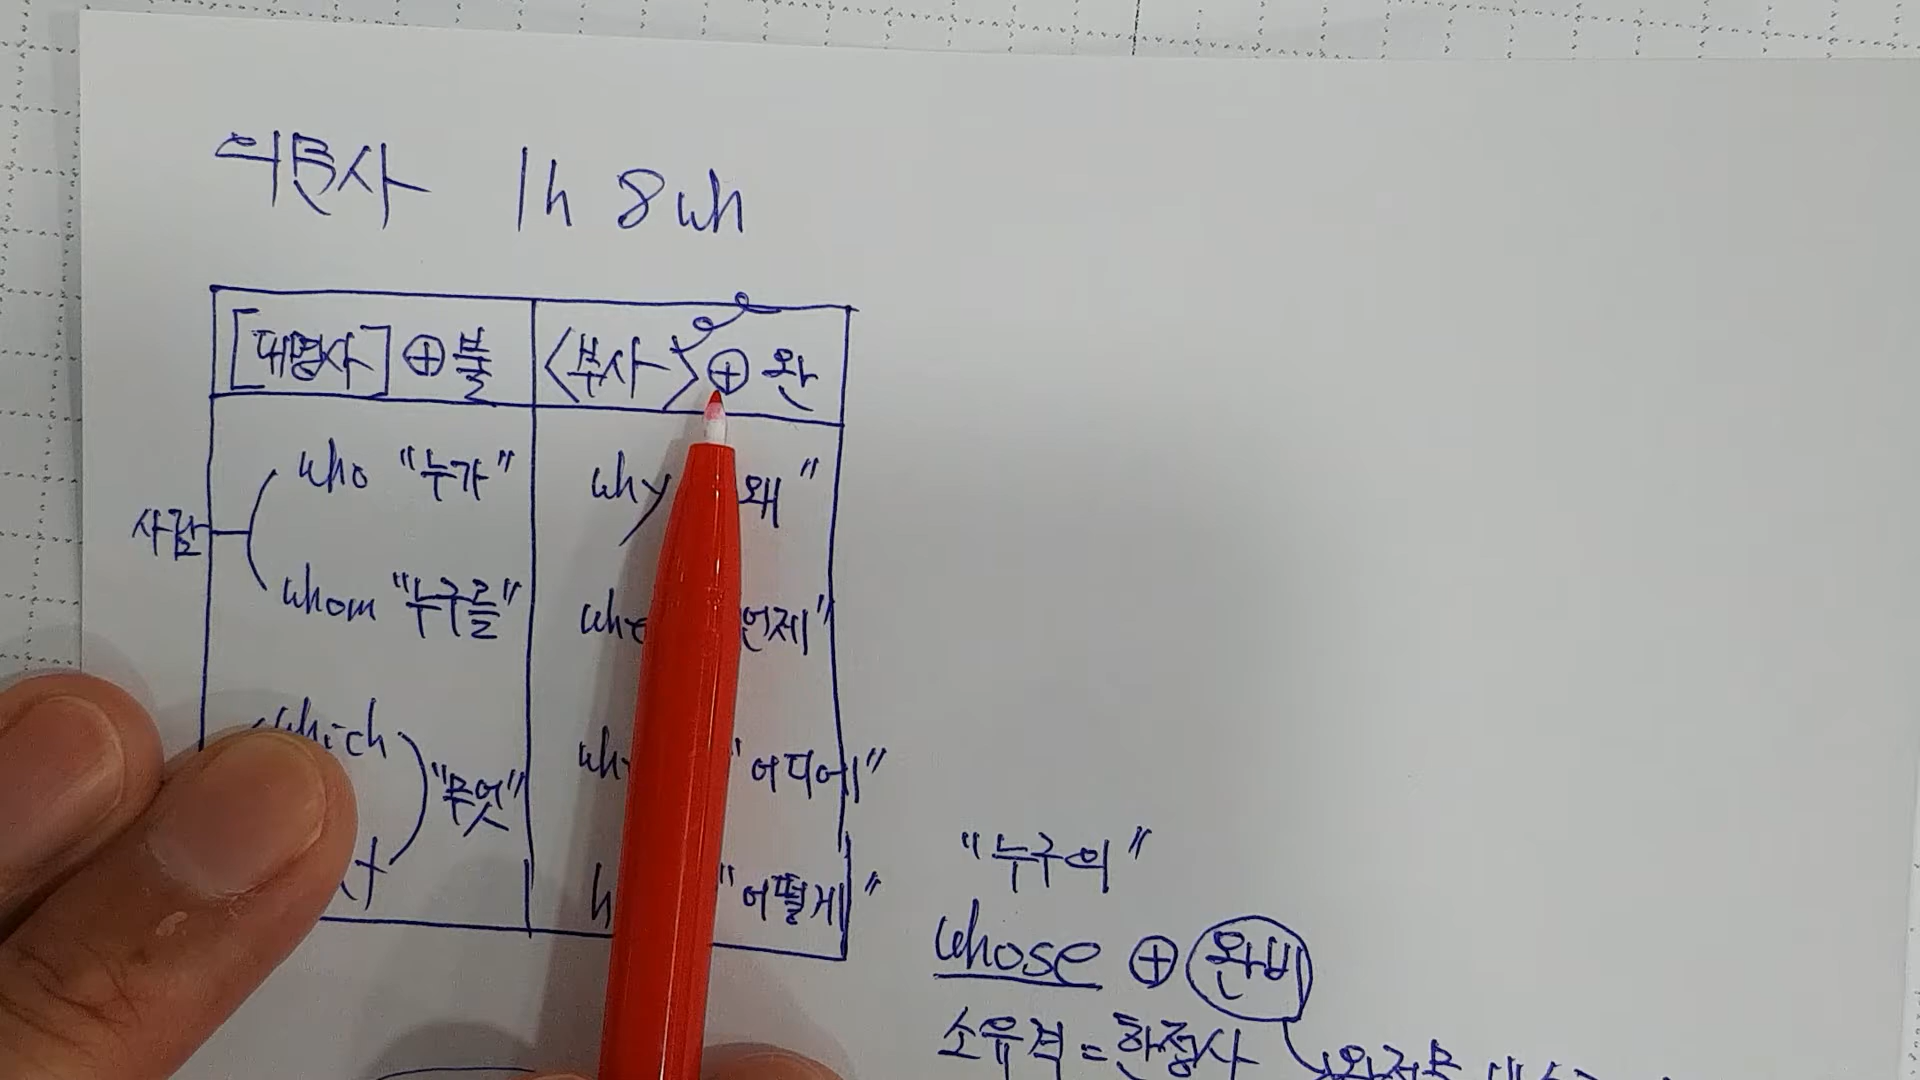 의문사 1h 8wh
[대명사] ⊕ 불 <부사> ⊕ 완
who "누가"
why 왜"
사람
whom "누구를"
언제"
which
"무엇"
"어디에"
"어떻게"
"누구의"
whose ⊕ 완비
소유격 = 한정사